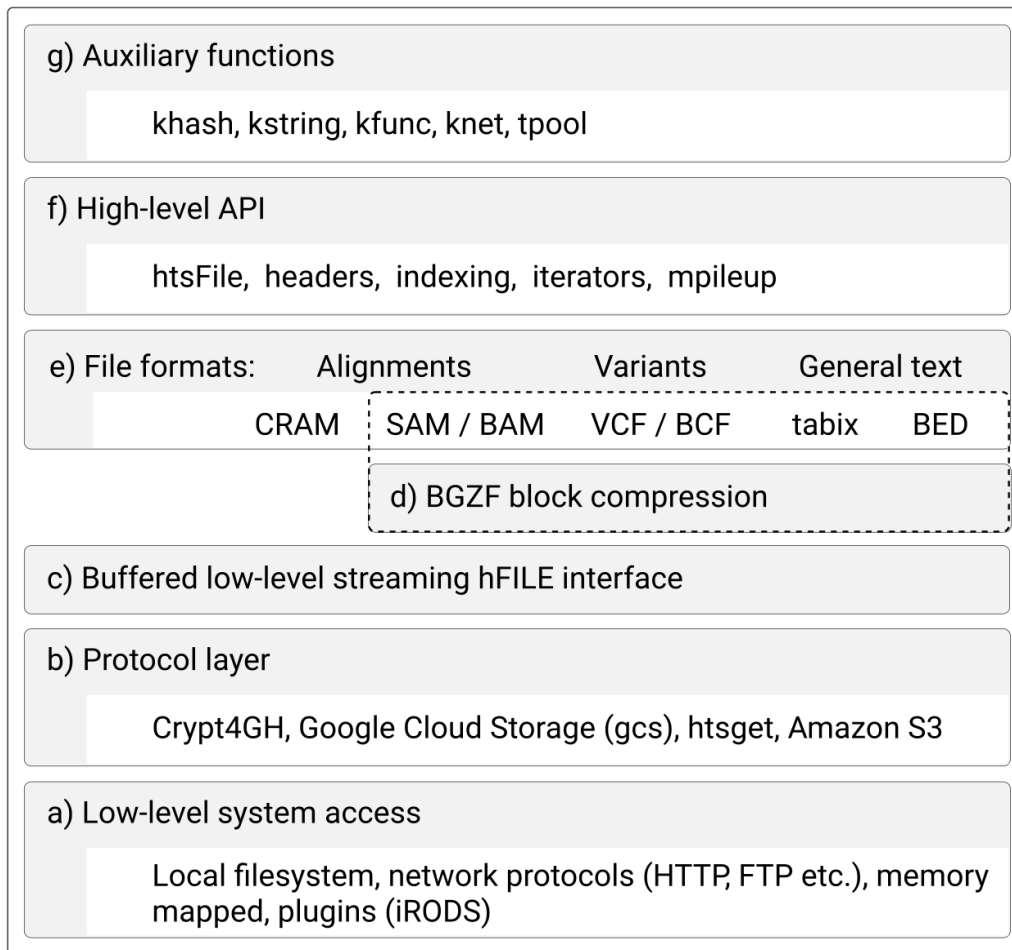 g) Auxiliary functions
khash, kstring, kfunc, knet, tpool
f) High-level API
htsFile, headers, indexing, iterators, mpileup
e) File formats: Alignments Variants General text
CRAM SAM / BAM VCF / BCF tabix BED
d) BGZF block compression
c) Buffered low-level streaming hFILE interface
b) Protocol layer
Crypt4GH, Google Cloud Storage (gcs), htsget, Amazon S3
a) Low-level system access
Local filesystem, network protocols (HTTP, FTP etc.), memory
mapped, plugins (iRODS)